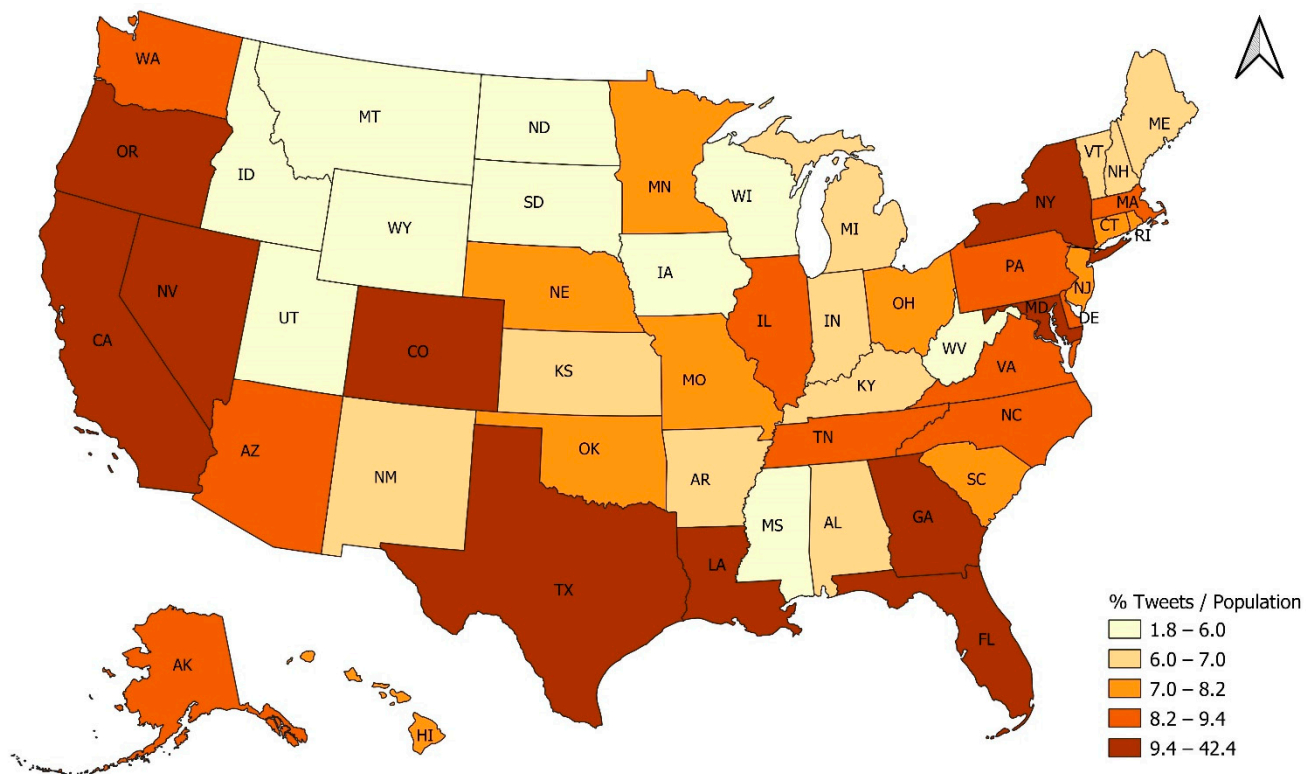 WA
MT
ND
ME
OR
ID
MN
VT
NH
SD
WI
NY
MA
WY
MI
CT
RI
IA
PA
NE
NJ
NV
UT
IL
IN
OH
MD
DE
CA
CO
WV
KS
MO
KY
VA
AZ
OK
TN
NC
NM
AR
SC
MS
AL
GA
TX
LA
FL
AK
HI
% Tweets / Population
1.8 – 6.0
6.0 – 7.0
7.0 – 8.2
8.2 – 9.4
9.4 – 42.4